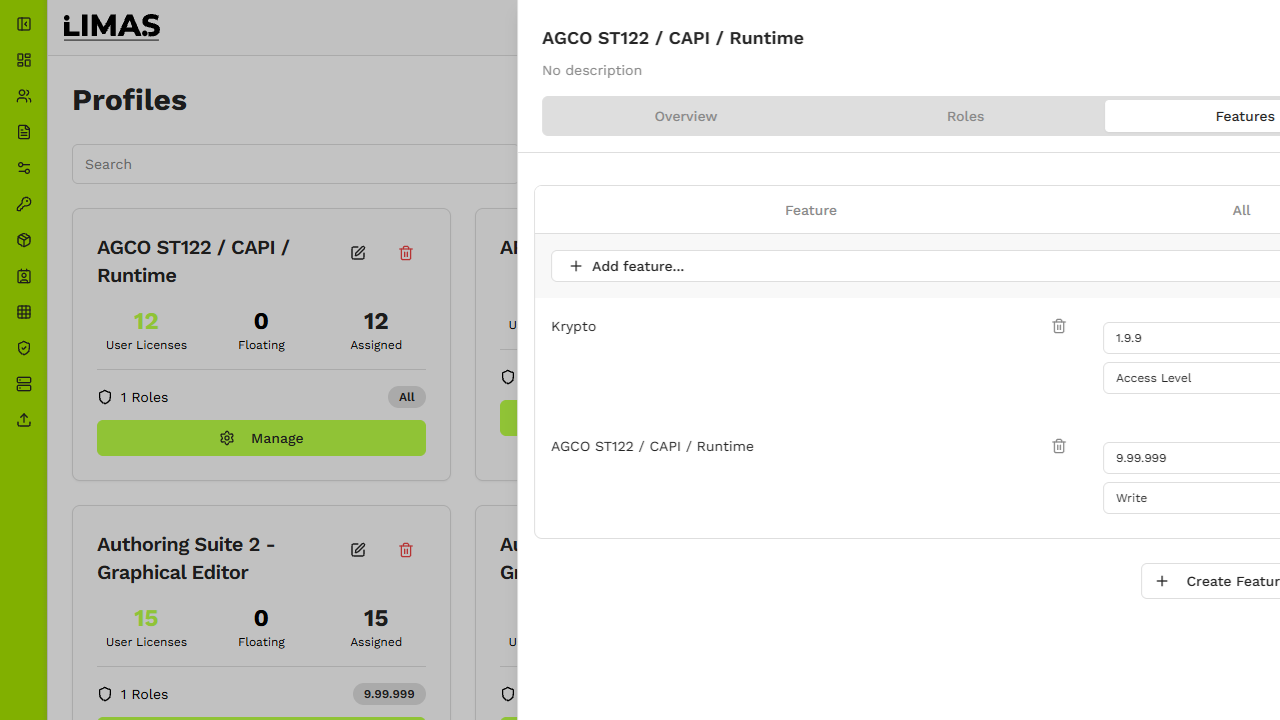 LIMAS
Profiles
Search
AGCO ST122 / CAPI /
Runtime
12
0
12
User Licenses
Floating
Assigned
1 Roles
All
Manage
Authoring Suite 2 -
Graphical Editor
15
0
15
User Licenses
Floating
Assigned
1 Roles
9.99.999
AGCO ST122 / CAPI / Runtime
No description
Overview
Roles
Features
Feature
All
Add feature...
Krypto
1.9.9
Access Level
AGCO ST122 / CAPI / Runtime
9.99.999
Write
Create Featur